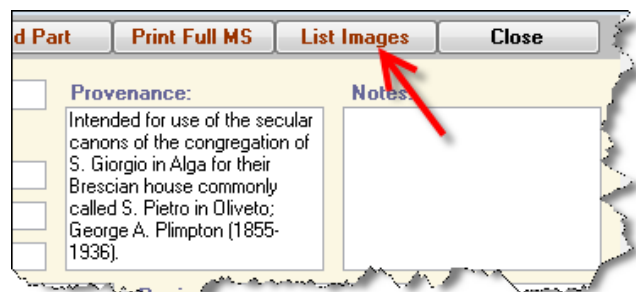 d Part Print Full MS List Images Close
Provenance: Notes:
Intended for use of the secular
canons of the congregation of
S. Giorgio in Alga for their
Brescian house commonly
called S. Pietro in Oliveto;
George A. Plimpton (1855-
1936).